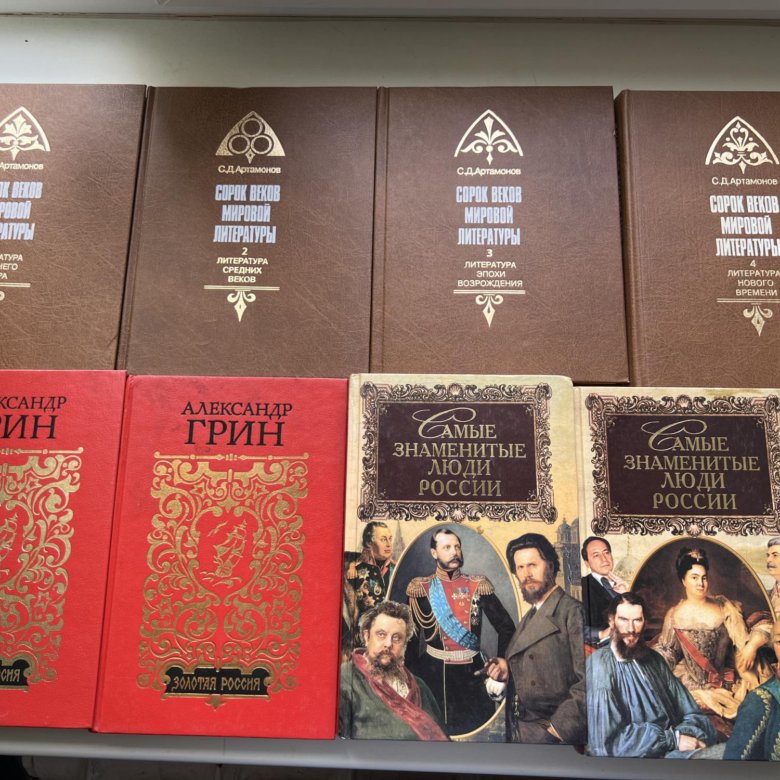 С.Д.Артамонов
СОРОК ВЕКОВ
МИРОВОЙ
ЛИТЕРАТУРЫ
2
ЛИТЕРАТУРА
СРЕДНИХ
ВЕКОВ
С.Д.Артамонов
СОРОК ВЕКОВ
МИРОВОЙ
ЛИТЕРАТУРЫ
3
ЛИТЕРАТУРА
ЭПОХИ
ВОЗРОЖДЕНИЯ
С.Д.Артамонов
СОРОК ВЕКОВ
МИРОВОЙ
ЛИТЕРАТУРЫ
4
ЛИТЕРАТУРА
НОВОГО
ВРЕМЕНИ
АЛЕКСАНДР
ГРИН
ЗОЛОТАЯ РОССИЯ
САМЫЕ
ЗНАМЕНИТЫЕ
ЛЮДИ
РОССИИ
САМЫЕ
ЗНАМЕНИТЫЕ
ЛЮДИ
РОССИИ